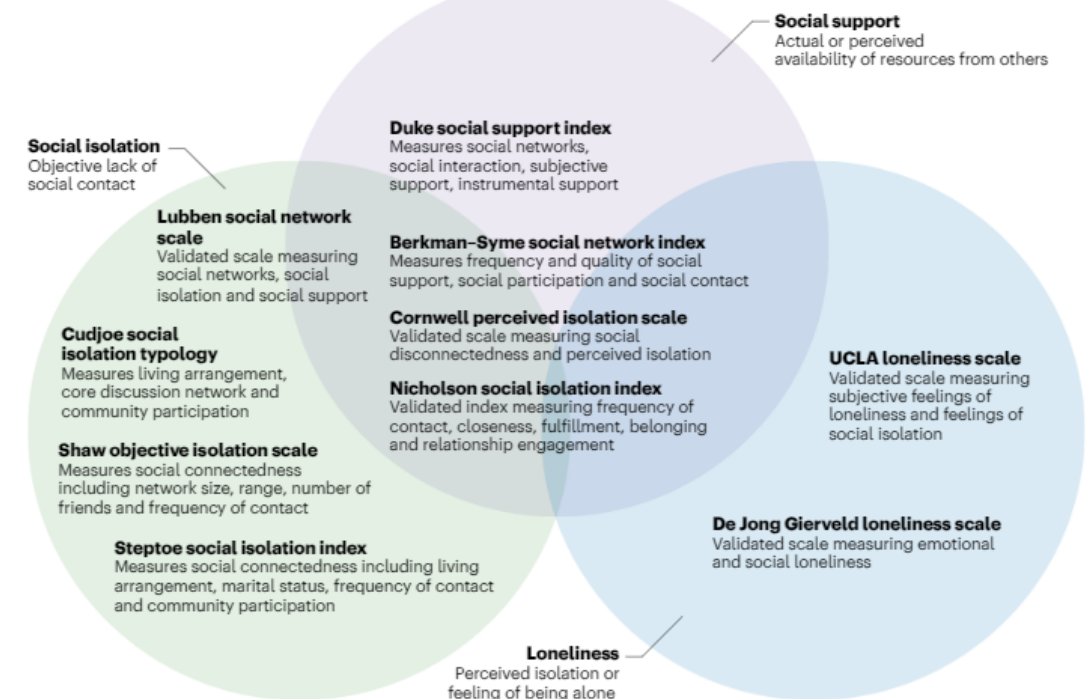 Social support
Actual or perceived
availability of resources from others
Social isolation
Objective lack of
social contact
Duke social support index
Measures social networks,
social interaction, subjective
support, instrumental support
Lubben social network
scale
Validated scale measuring
social networks, social
isolation and social support
Berkman–Syme social network index
Measures frequency and quality of social
support, social participation and social contact
Cornwell perceived isolation scale
Validated scale measuring social
disconnectedness and perceived isolation
Cudjoe social
isolation typology
Measures living arrangement,
core discussion network and
community participation
Nicholson social isolation index
Validated index measuring frequency of
contact, closeness, fulfillment, belonging
and relationship engagement
UCLA loneliness scale
Validated scale measuring
subjective feelings of
loneliness and feelings of
social isolation
Shaw objective isolation scale
Measures social connectedness
including network size, range, number of
friends and frequency of contact
De Jong Gierveld loneliness scale
Validated scale measuring emotional
and social loneliness
Steptoe social isolation index
Measures social connectedness including living
arrangement, marital status, frequency of contact
and community participation
Loneliness
Perceived isolation or
feeling of being alone